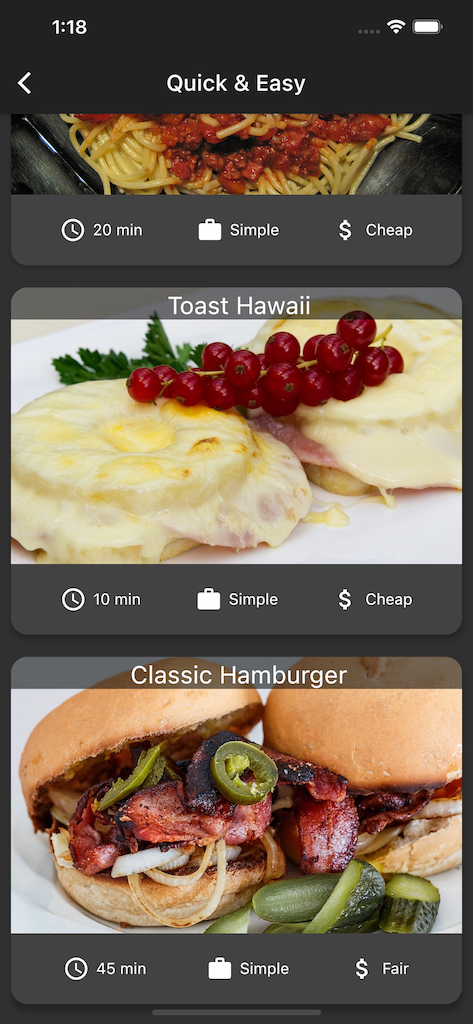 1:18
Quick & Easy
20 min Simple $ Cheap
Toast Hawaii
10 min Simple $ Cheap
Classic Hamburger
45 min Simple $ Fair